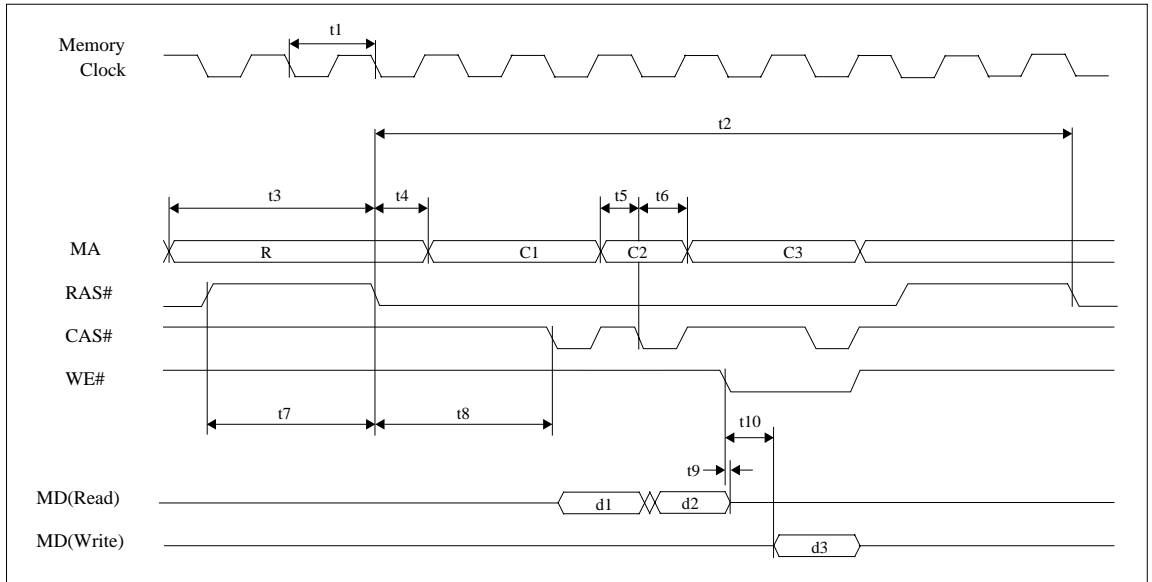 Memory
Clock
t1
t2
t3
t4
t5
t6
MA
R
C1
C2
C3
RAS#
CAS#
WE#
t7
t8
t10
t9
MD(Read)
d1
d2
MD(Write)
d3